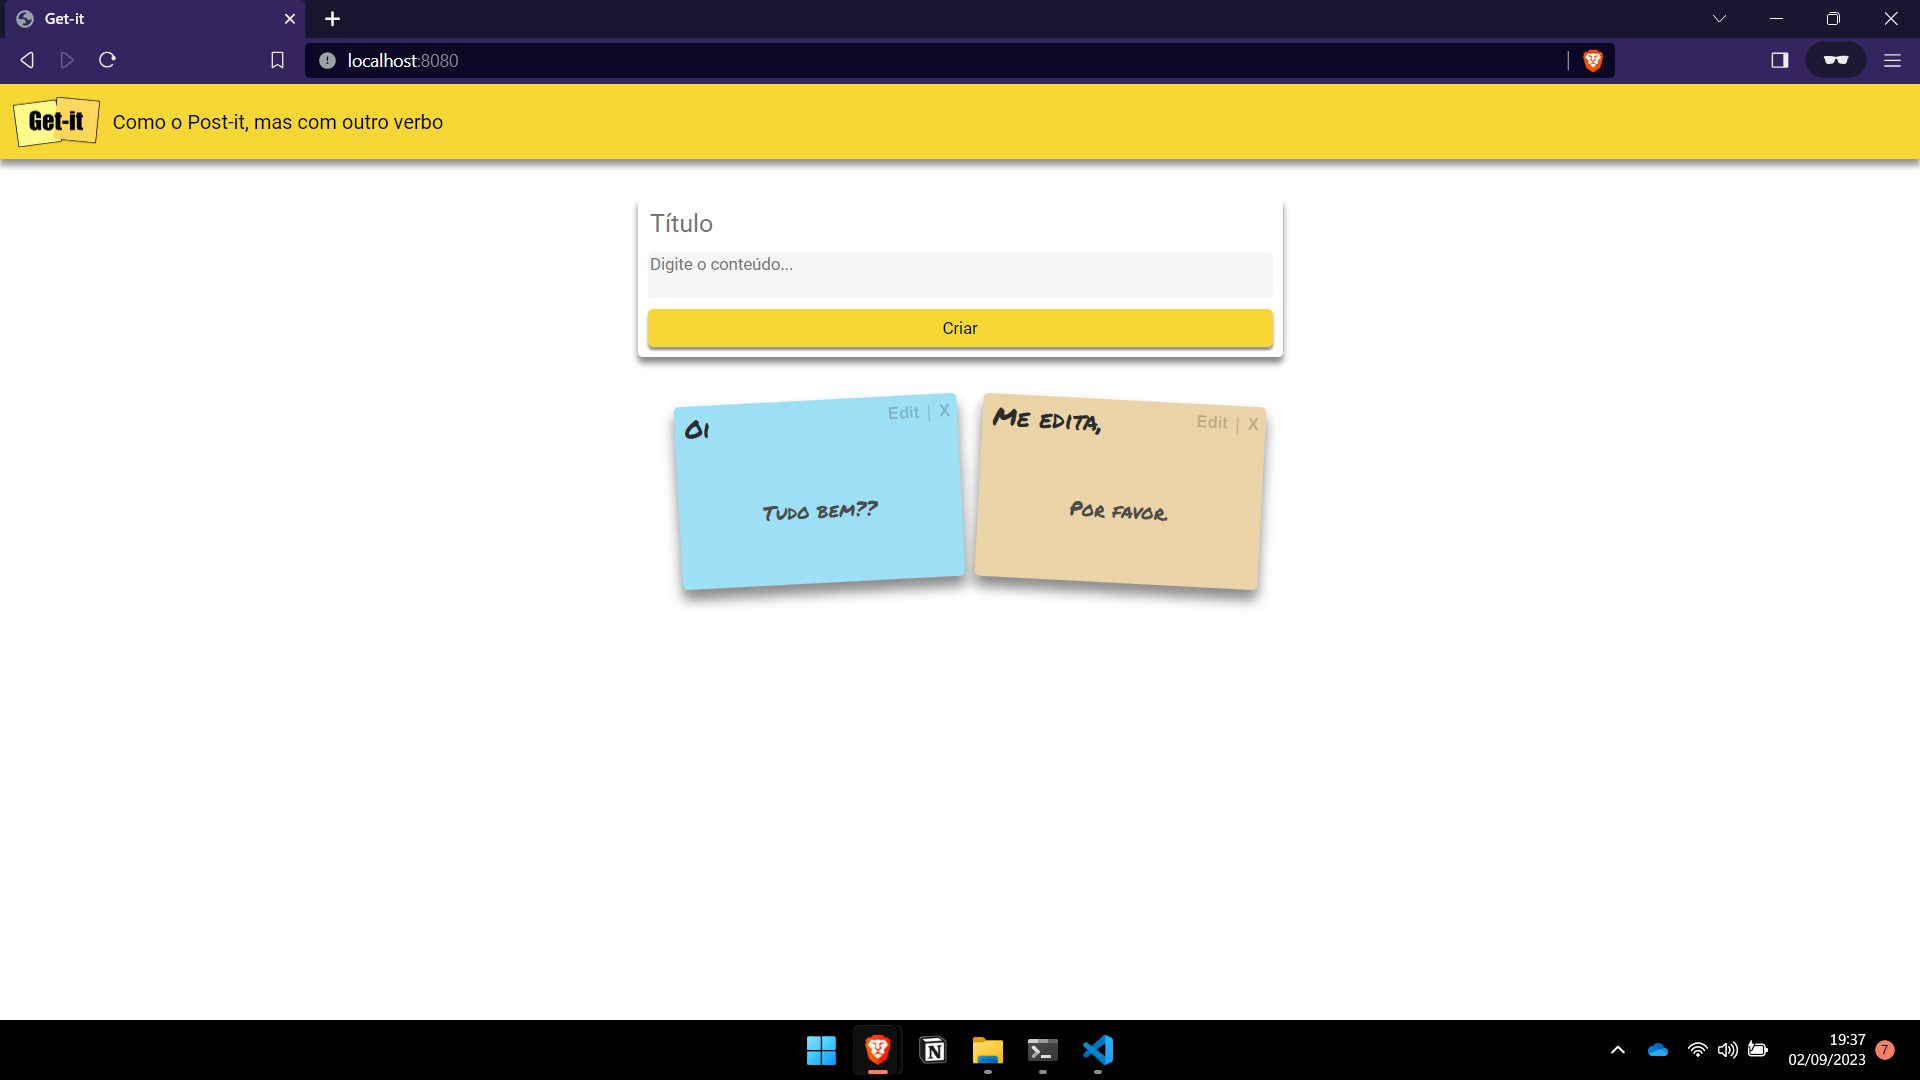 Get-it
localhost:8080
Get-it
Como o Post-it, mas com outro verbo
Título
Digite o conteúdo...
Criar
Edit | X
Oi
Tudo bem??
Edit | X
Me edita,
Por favor.
19:37
02/09/2023
7